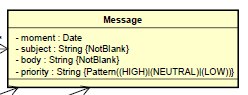 Message
- moment : Date
- subject : String {NotBlank}
- body : String {NotBlank}
- priority : String {Pattern((HIGH)|(NEUTRAL)|(LOW))}